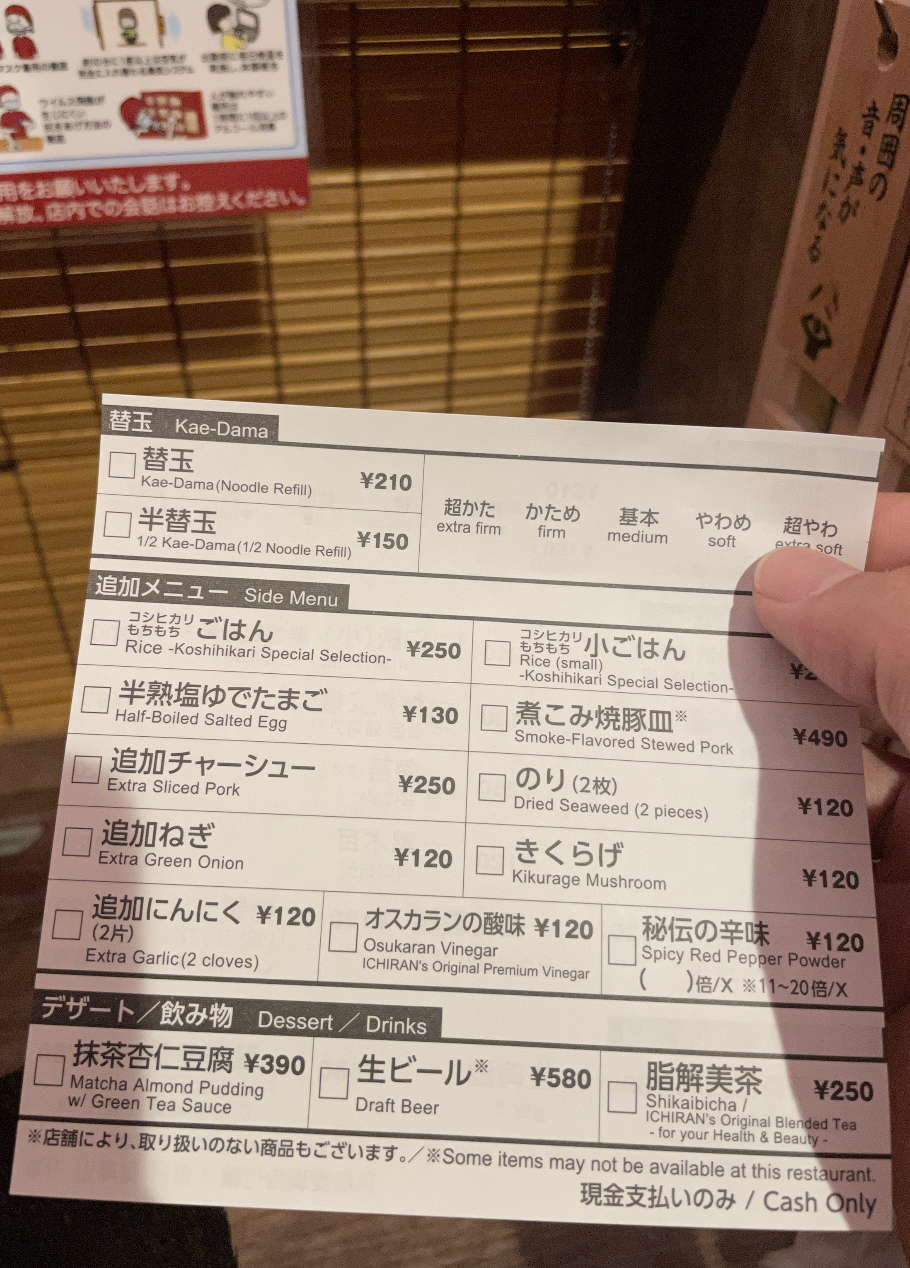 用をお願いいたします。
解放、店内での会話はお控えください。
周囲の
音・声が
気になる
替玉 Kae-Dama
替玉
Kae-Dama(Noodle Refill) ¥210
半替玉
1/2 Kae-Dama(1/2 Noodle Refill) ¥150
超かた かため 基本 やわめ 超やわ
extra firm firm medium soft extra soft
追加メニュー Side Menu
コシヒカリ
もちもち ごはん
Rice -Koshihikari Special Selection- ¥250
コシヒカリ
もちもち 小ごはん
Rice (small)
-Koshihikari Special Selection-
半熟塩ゆでたまご
Half-Boiled Salted Egg ¥130
煮こみ焼豚皿※
Smoke-Flavored Stewed Pork ¥490
追加チャーシュー
Extra Sliced Pork ¥250
のり(2枚)
Dried Seaweed (2 pieces) ¥120
追加ねぎ
Extra Green Onion ¥120
きくらげ
Kikurage Mushroom ¥120
追加にんにく ¥120
(2片)
Extra Garlic(2 cloves)
オスカランの酸味 ¥120
Osukaran Vinegar
ICHIRAN's Original Premium Vinegar
秘伝の辛味 ¥120
Spicy Red Pepper Powder
( )倍/X ※11~20倍/X
デザート／飲み物 Dessert ／ Drinks
抹茶杏仁豆腐 ¥390
Matcha Almond Pudding
w/ Green Tea Sauce
生ビール※ ¥580
Draft Beer
脂解美茶 ¥250
Shikaibicha /
ICHIRAN's Original Blended Tea
- for your Health & Beauty -
※店舗により、取り扱いのない商品もございます。／※Some items may not be available at this restaurant.
現金支払いのみ / Cash Only